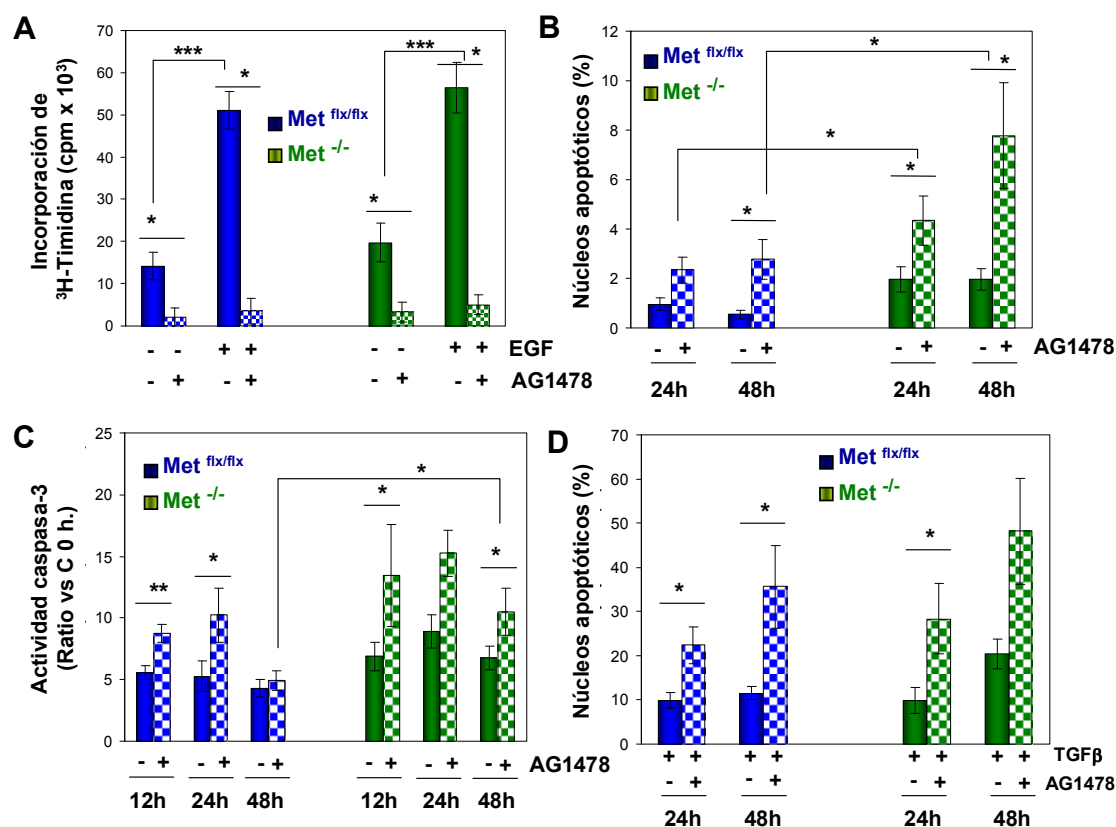 A
Incorporación de
³H-Timidina (cpm x 10³)
70
60
50
40
30
20
10
0
*** *
*** *
*
*
Met flx/flx
Met -/-
- - + + - - + + EGF
- + - + - + - + AG1478
B
Núcleos apoptóticos (%)
12
10
8
6
4
2
0
Met flx/flx
Met -/-
*
*
*
*
*
- + - + - + - + AG1478
24h 48h 24h 48h
C
Actividad caspasa-3
(Ratio vs C 0 h.)
25
20
15
10
5
0
Met flx/flx
Met -/-
*
*
*
*
**
- + - + - + - + - + - + AG1478
12h 24h 48h 12h 24h 48h
D
Núcleos apoptóticos (%)
70
60
50
40
30
20
10
0
Met flx/flx
Met -/-
*
*
*
+ + + + + + + + TGFβ
- + - + - + - + AG1478
24h 48h 24h 48h